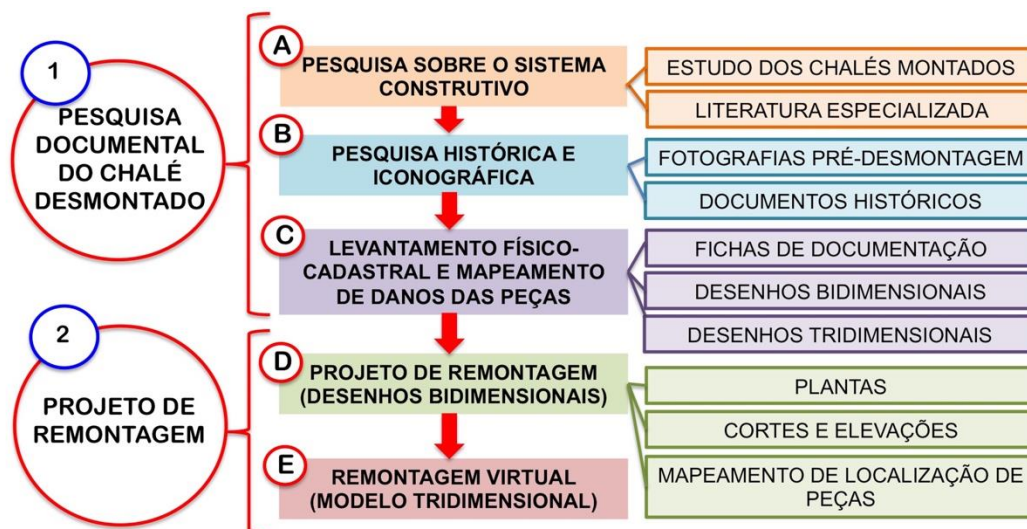 1
PESQUISA
DOCUMENTAL
DO CHALÉ
DESMONTADO
A
PESQUISA SOBRE O SISTEMA
CONSTRUTIVO
ESTUDO DOS CHALÉS MONTADOS
LITERATURA ESPECIALIZADA
B
PESQUISA HISTÓRICA E
ICONOGRÁFICA
FOTOGRAFIAS PRÉ-DESMONTAGEM
DOCUMENTOS HISTÓRICOS
C
LEVANTAMENTO FÍSICO-
CADASTRAL E MAPEAMENTO
DE DANOS DAS PEÇAS
FICHAS DE DOCUMENTAÇÃO
DESENHOS BIDIMENSIONAIS
DESENHOS TRIDIMENSIONAIS
2
PROJETO DE
REMONTAGEM
D
PROJETO DE REMONTAGEM
(DESENHOS BIDIMENSIONAIS)
PLANTAS
CORTES E ELEVAÇÕES
MAPEAMENTO DE LOCALIZAÇÃO DE
PEÇAS
E
REMONTAGEM VIRTUAL
(MODELO TRIDIMENSIONAL)